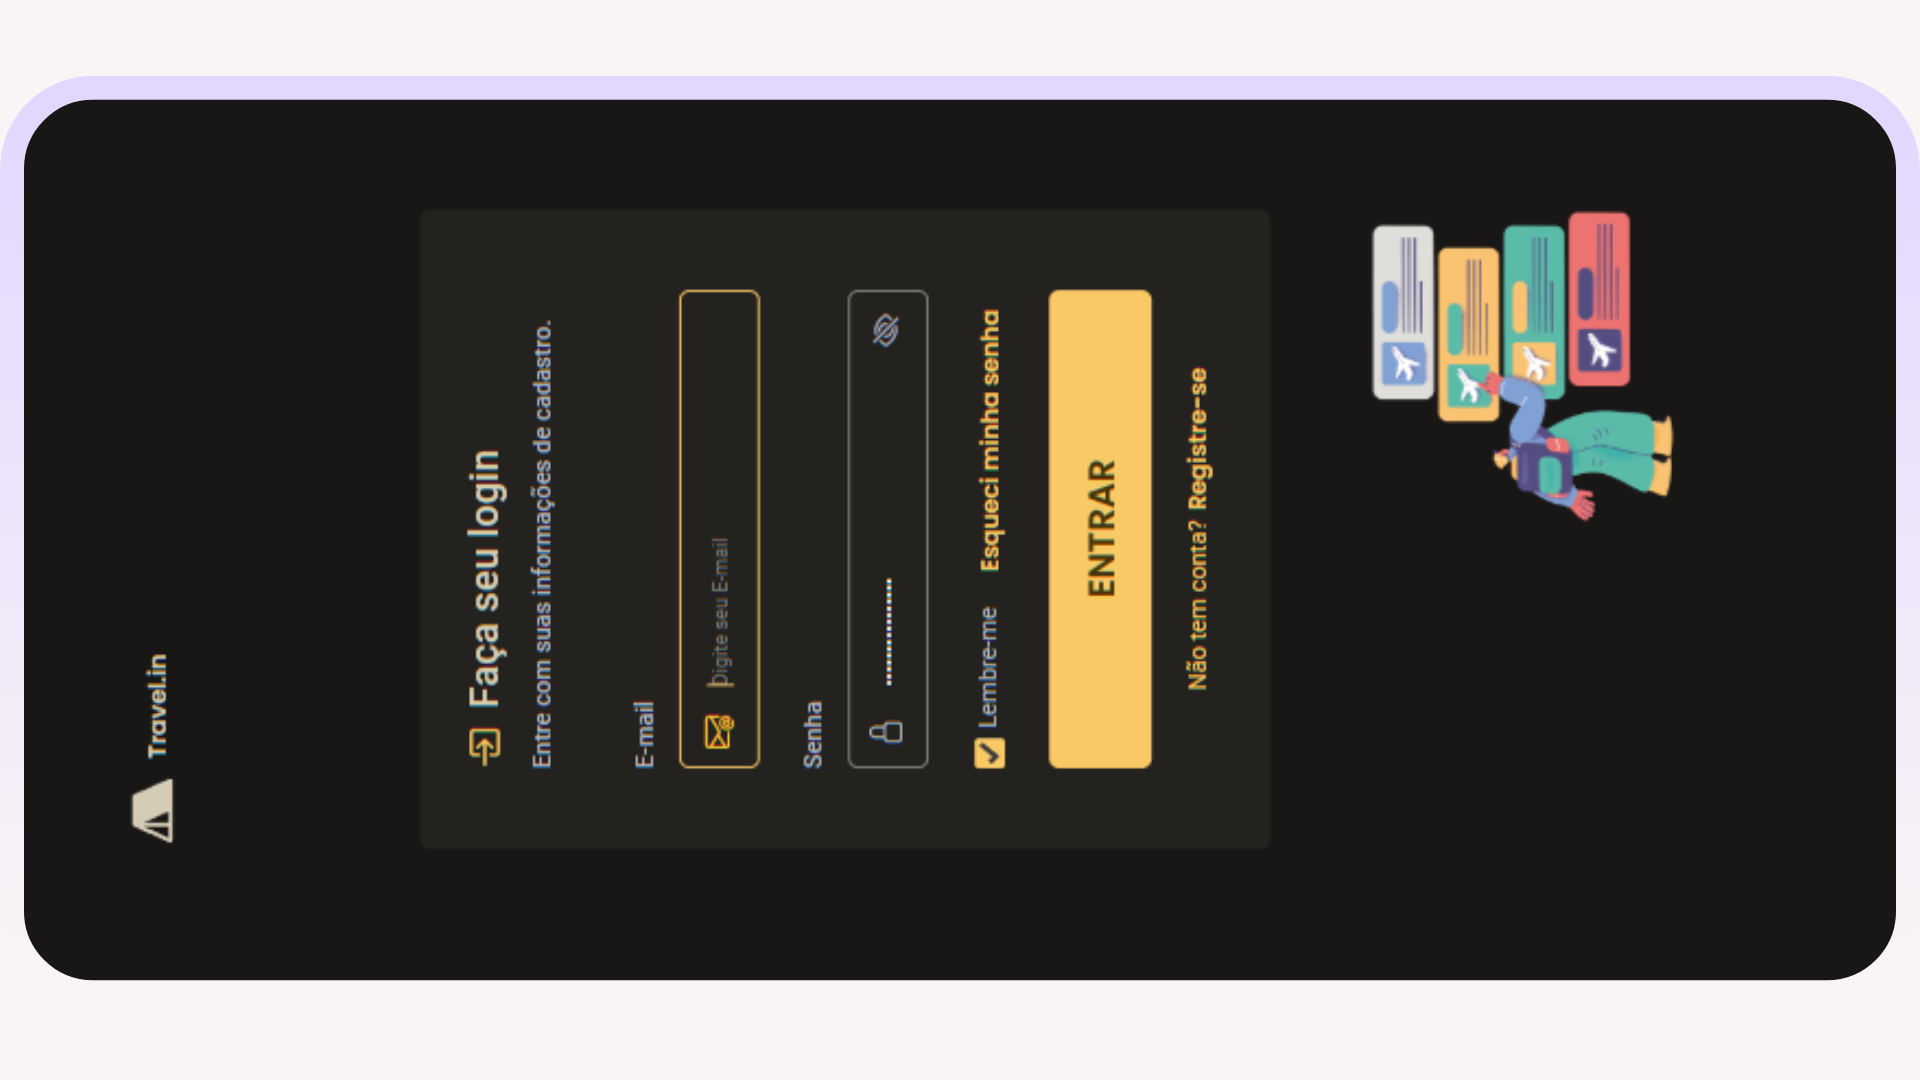 Travel.in
Faça seu login
Entre com suas informações de cadastro.
E-mail
Digite seu E-mail
Senha
Lembre-me Esqueci minha senha
ENTRAR
Não tem conta? Registre-se